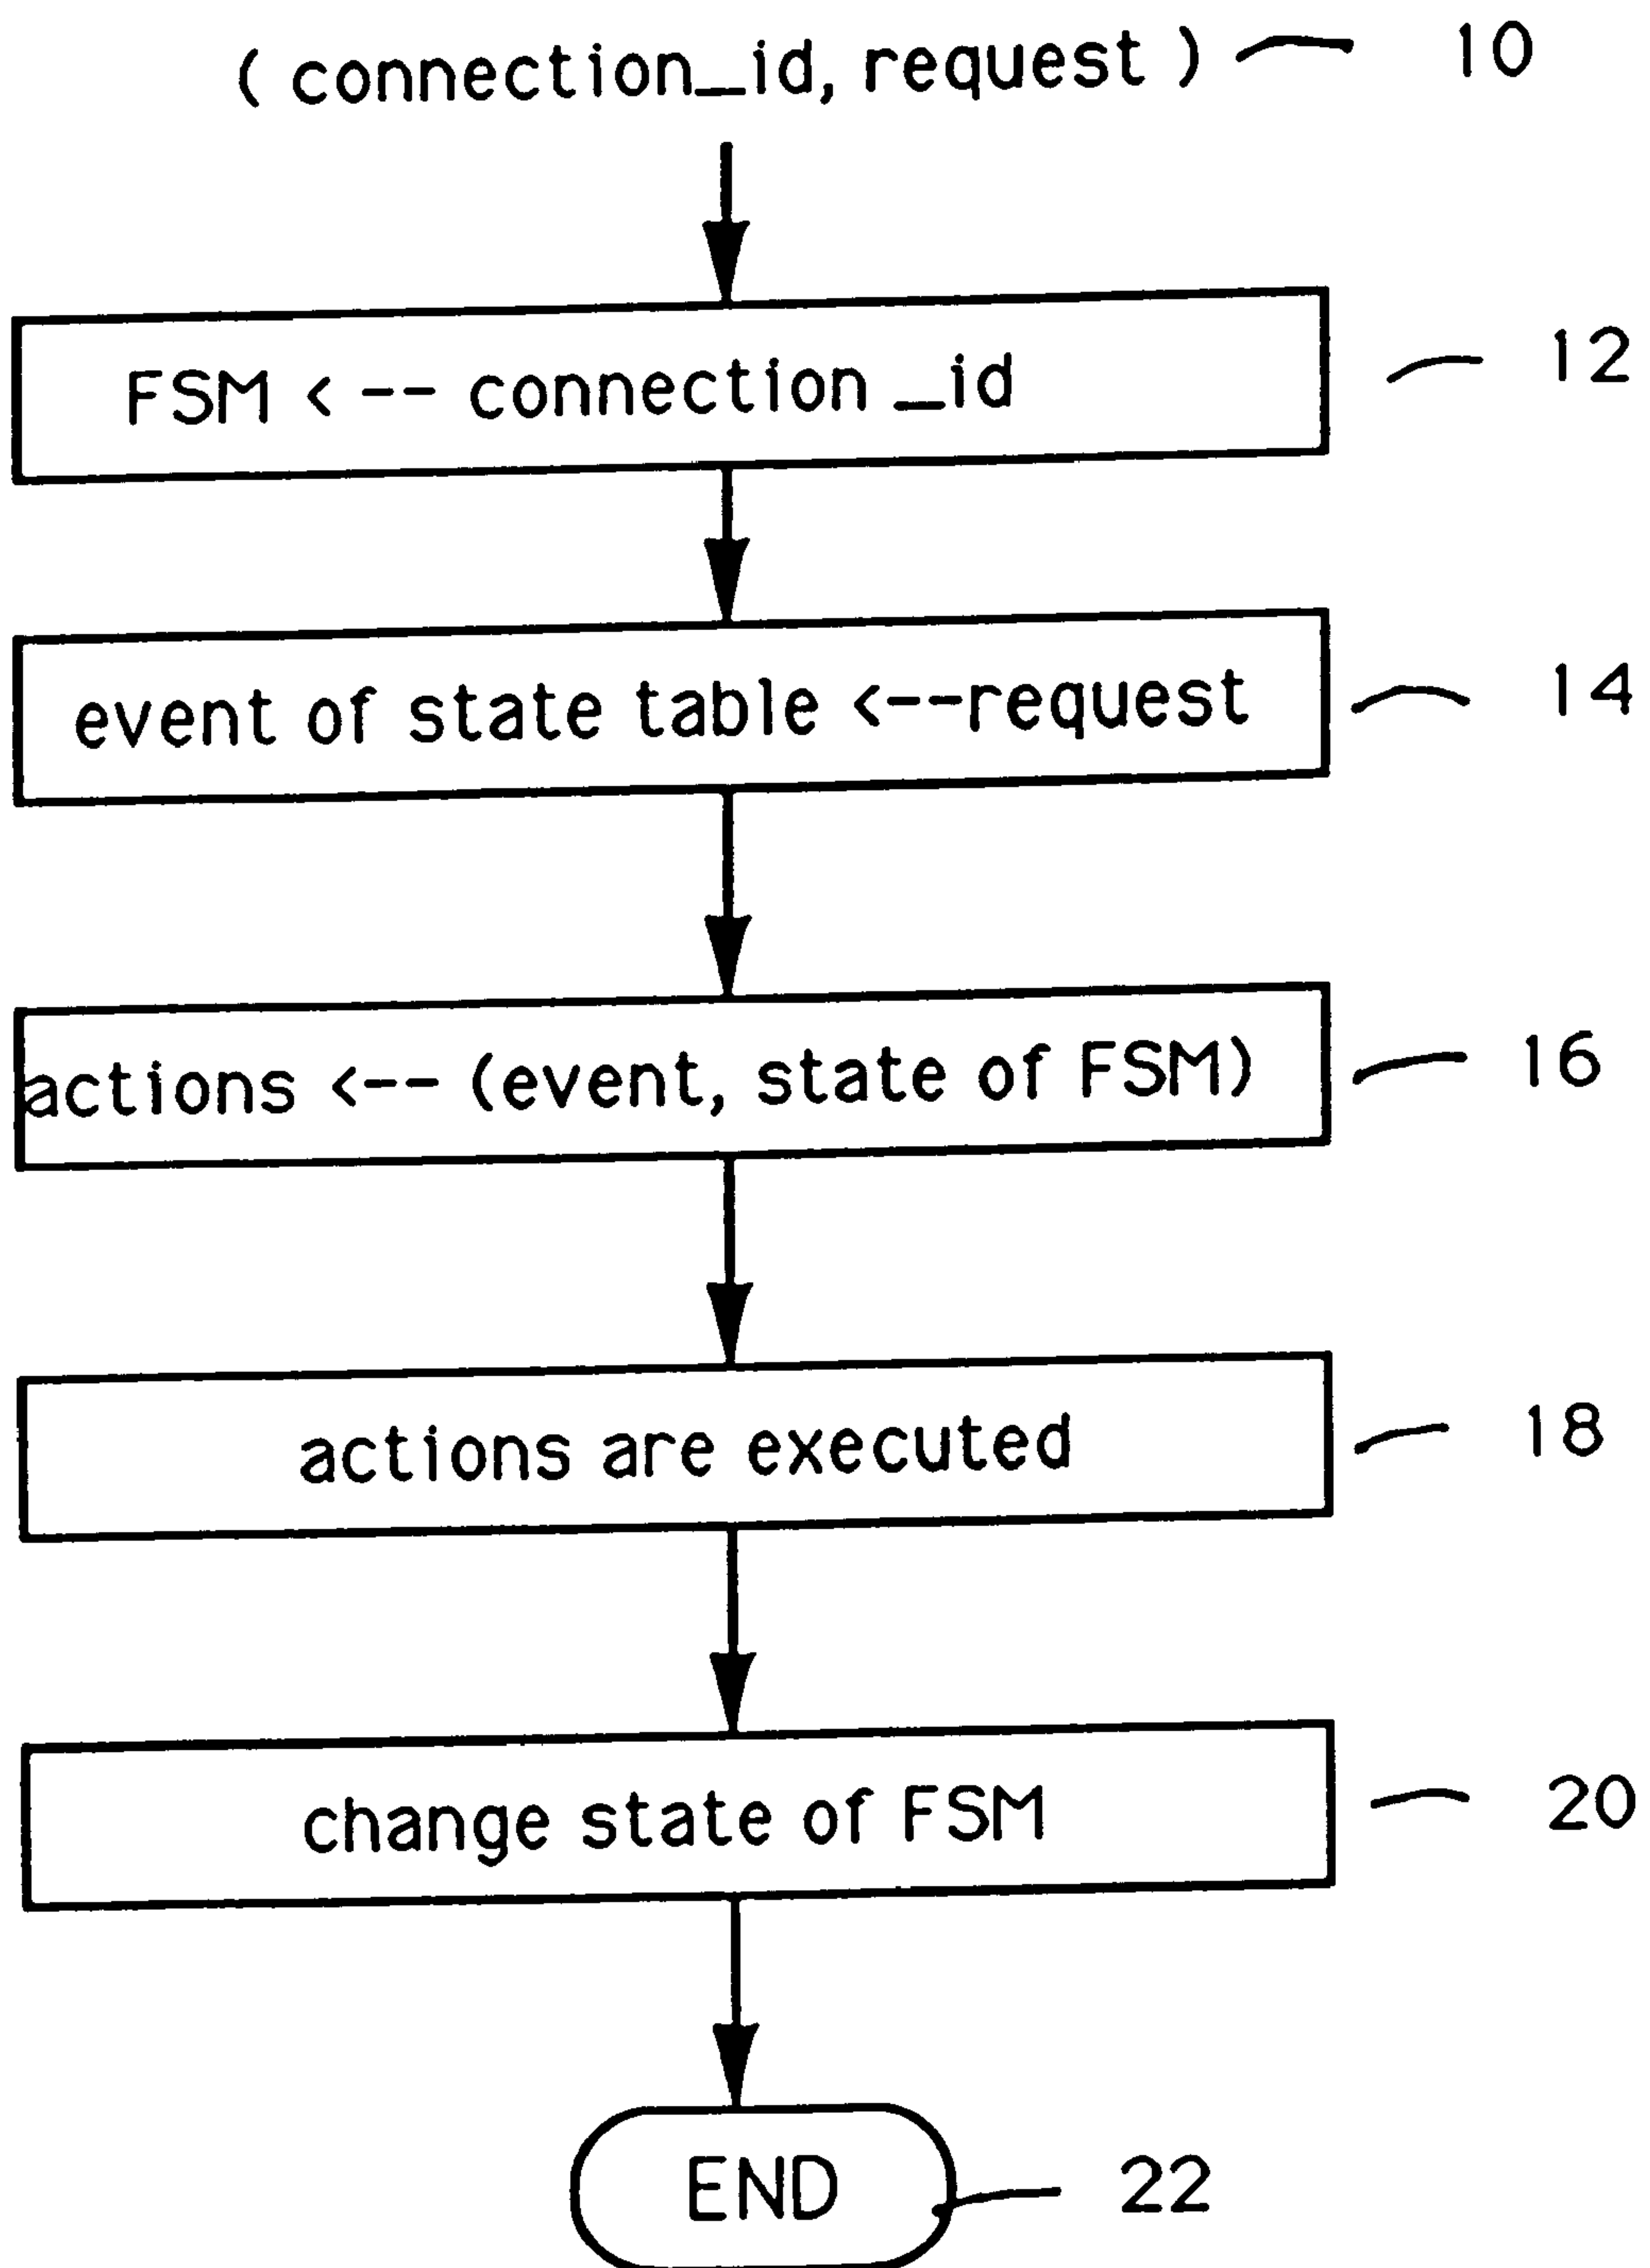 ( connection_id, request ) 10
FSM < -- connection _id 12
event of state table <--request 14
actions <-- (event, state of FSM) 16
actions are executed 18
change state of FSM 20
END 22